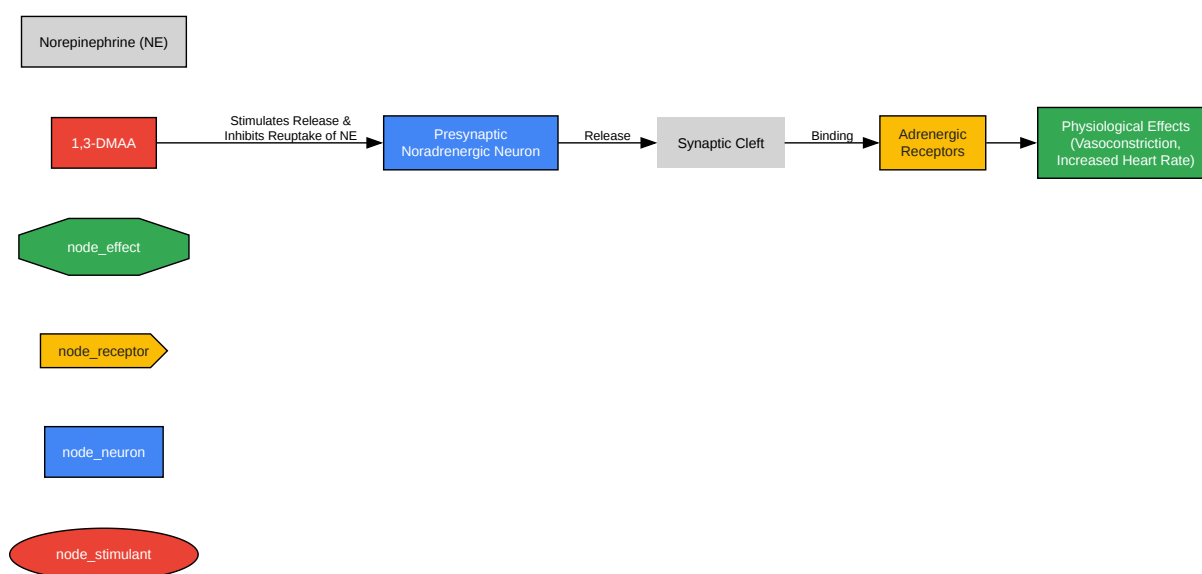 Norepinephrine (NE)
1,3-DMAA
Stimulates Release &
Inhibits Reuptake of NE
Presynaptic
Noradrenergic Neuron
Release
Synaptic Cleft
Binding
Adrenergic
Receptors
Physiological Effects
(Vasoconstriction,
Increased Heart Rate)
node_effect
node_receptor
node_neuron
node_stimulant